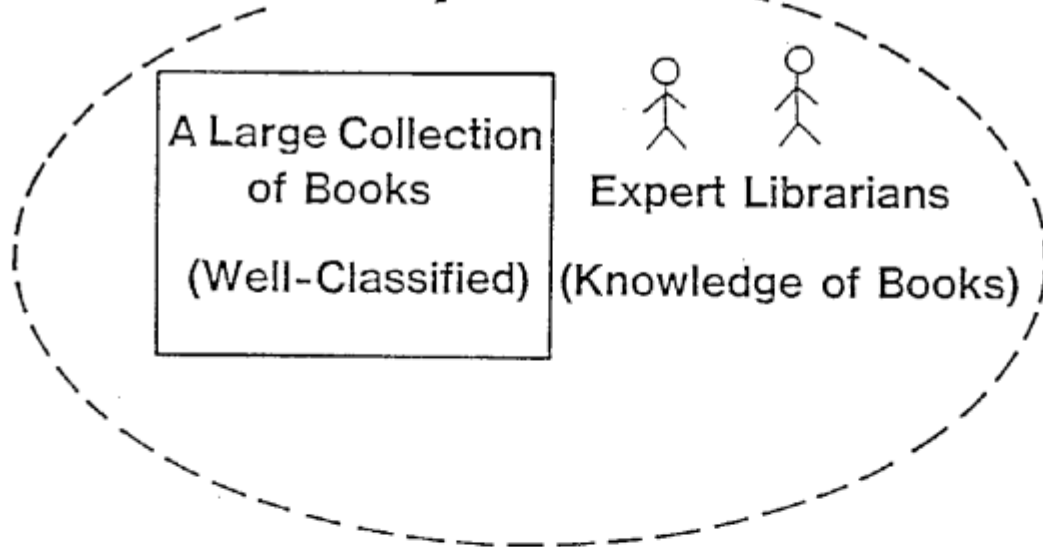 A Large Collection
of Books
(Well-Classified)
Expert Librarians
(Knowledge of Books)